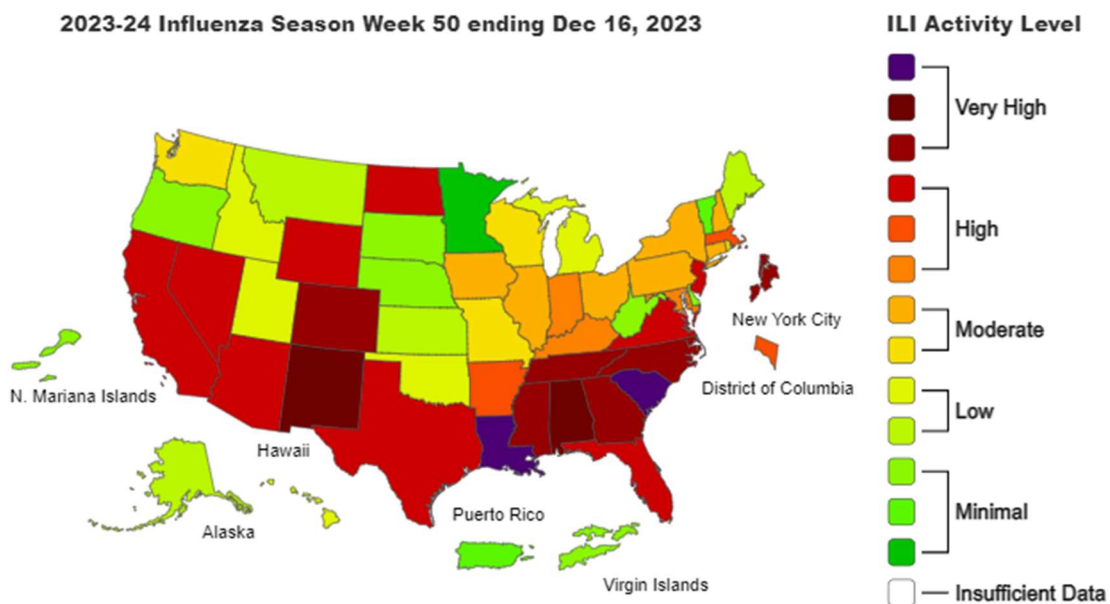 2023-24 Influenza Season Week 50 ending Dec 16, 2023
ILI Activity Level
Very High
High
Moderate
Low
Minimal
Insufficient Data
New York City
District of Columbia
N. Mariana Islands
Hawaii
Alaska
Puerto Rico
Virgin Islands